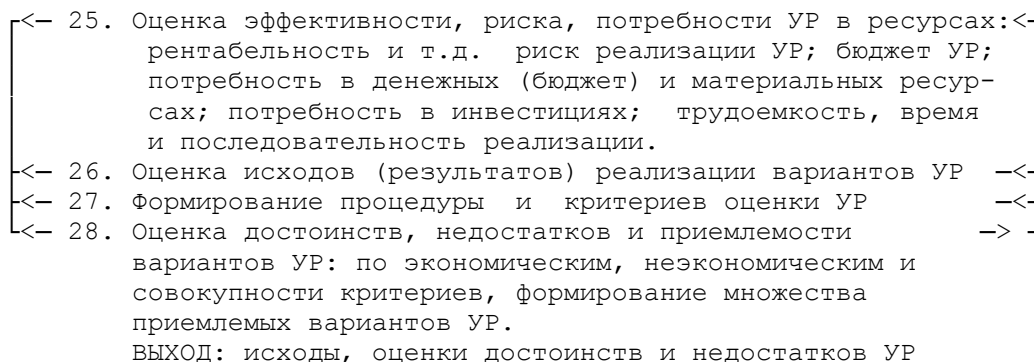 ┌<— 25. Оценка эффективности, риска, потребности УР в ресурсах:<—
рентабельность и т.д. риск реализации УР; бюджет УР;
потребность в денежных (бюджет) и материальных ресур-
сах; потребность в инвестициях; трудоемкость, время
и последовательность реализации.
├<— 26. Оценка исходов (результатов) реализации вариантов УР —<—
├<— 27. Формирование процедуры и критериев оценки УР —<—
└<— 28. Оценка достоинств, недостатков и приемлемости —> —
вариантов УР: по экономическим, неэкономическим и
совокупности критериев, формирование множества
приемлемых вариантов УР.
ВЫХОД: исходы, оценки достоинств и недостатков УР